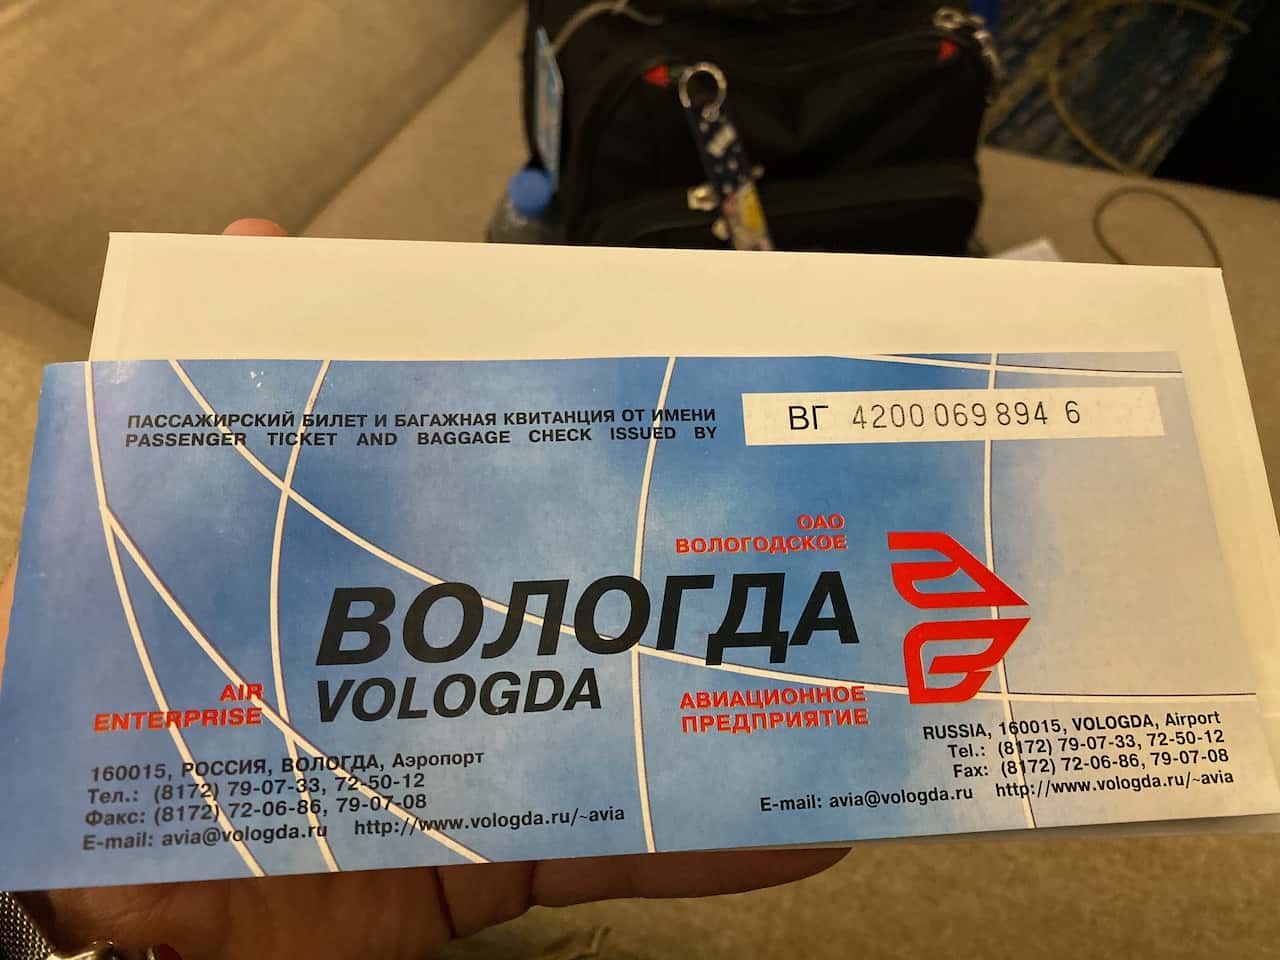 ПАССАЖИРСКИЙ БИЛЕТ И БАГАЖНАЯ КВИТАНЦИЯ ОТ ИМЕНИ
PASSENGER TICKET AND BAGGAGE CHECK ISSUED BY
ВГ 4200 069 894 6
ОАО
ВОЛОГОДСКОЕ
ВОЛОГДА
VOLOGDA
AIR
ENTERPRISE
АВИАЦИОННОЕ
ПРЕДПРИЯТИЕ
160015, РОССИЯ, ВОЛОГДА, Аэропорт
Тел.: (8172) 79-07-33, 72-50-12
Факс: (8172) 72-06-86, 79-07-08
E-mail: avia@vologda.ru http://www.vologda.ru/~avia
RUSSIA, 160015, VOLOGDA, Airport
Tel.: (8172) 79-07-33, 72-50-12
Fax: (8172) 72-06-86, 79-07-08
E-mail: avia@vologda.ru http://www.vologda.ru/~avia